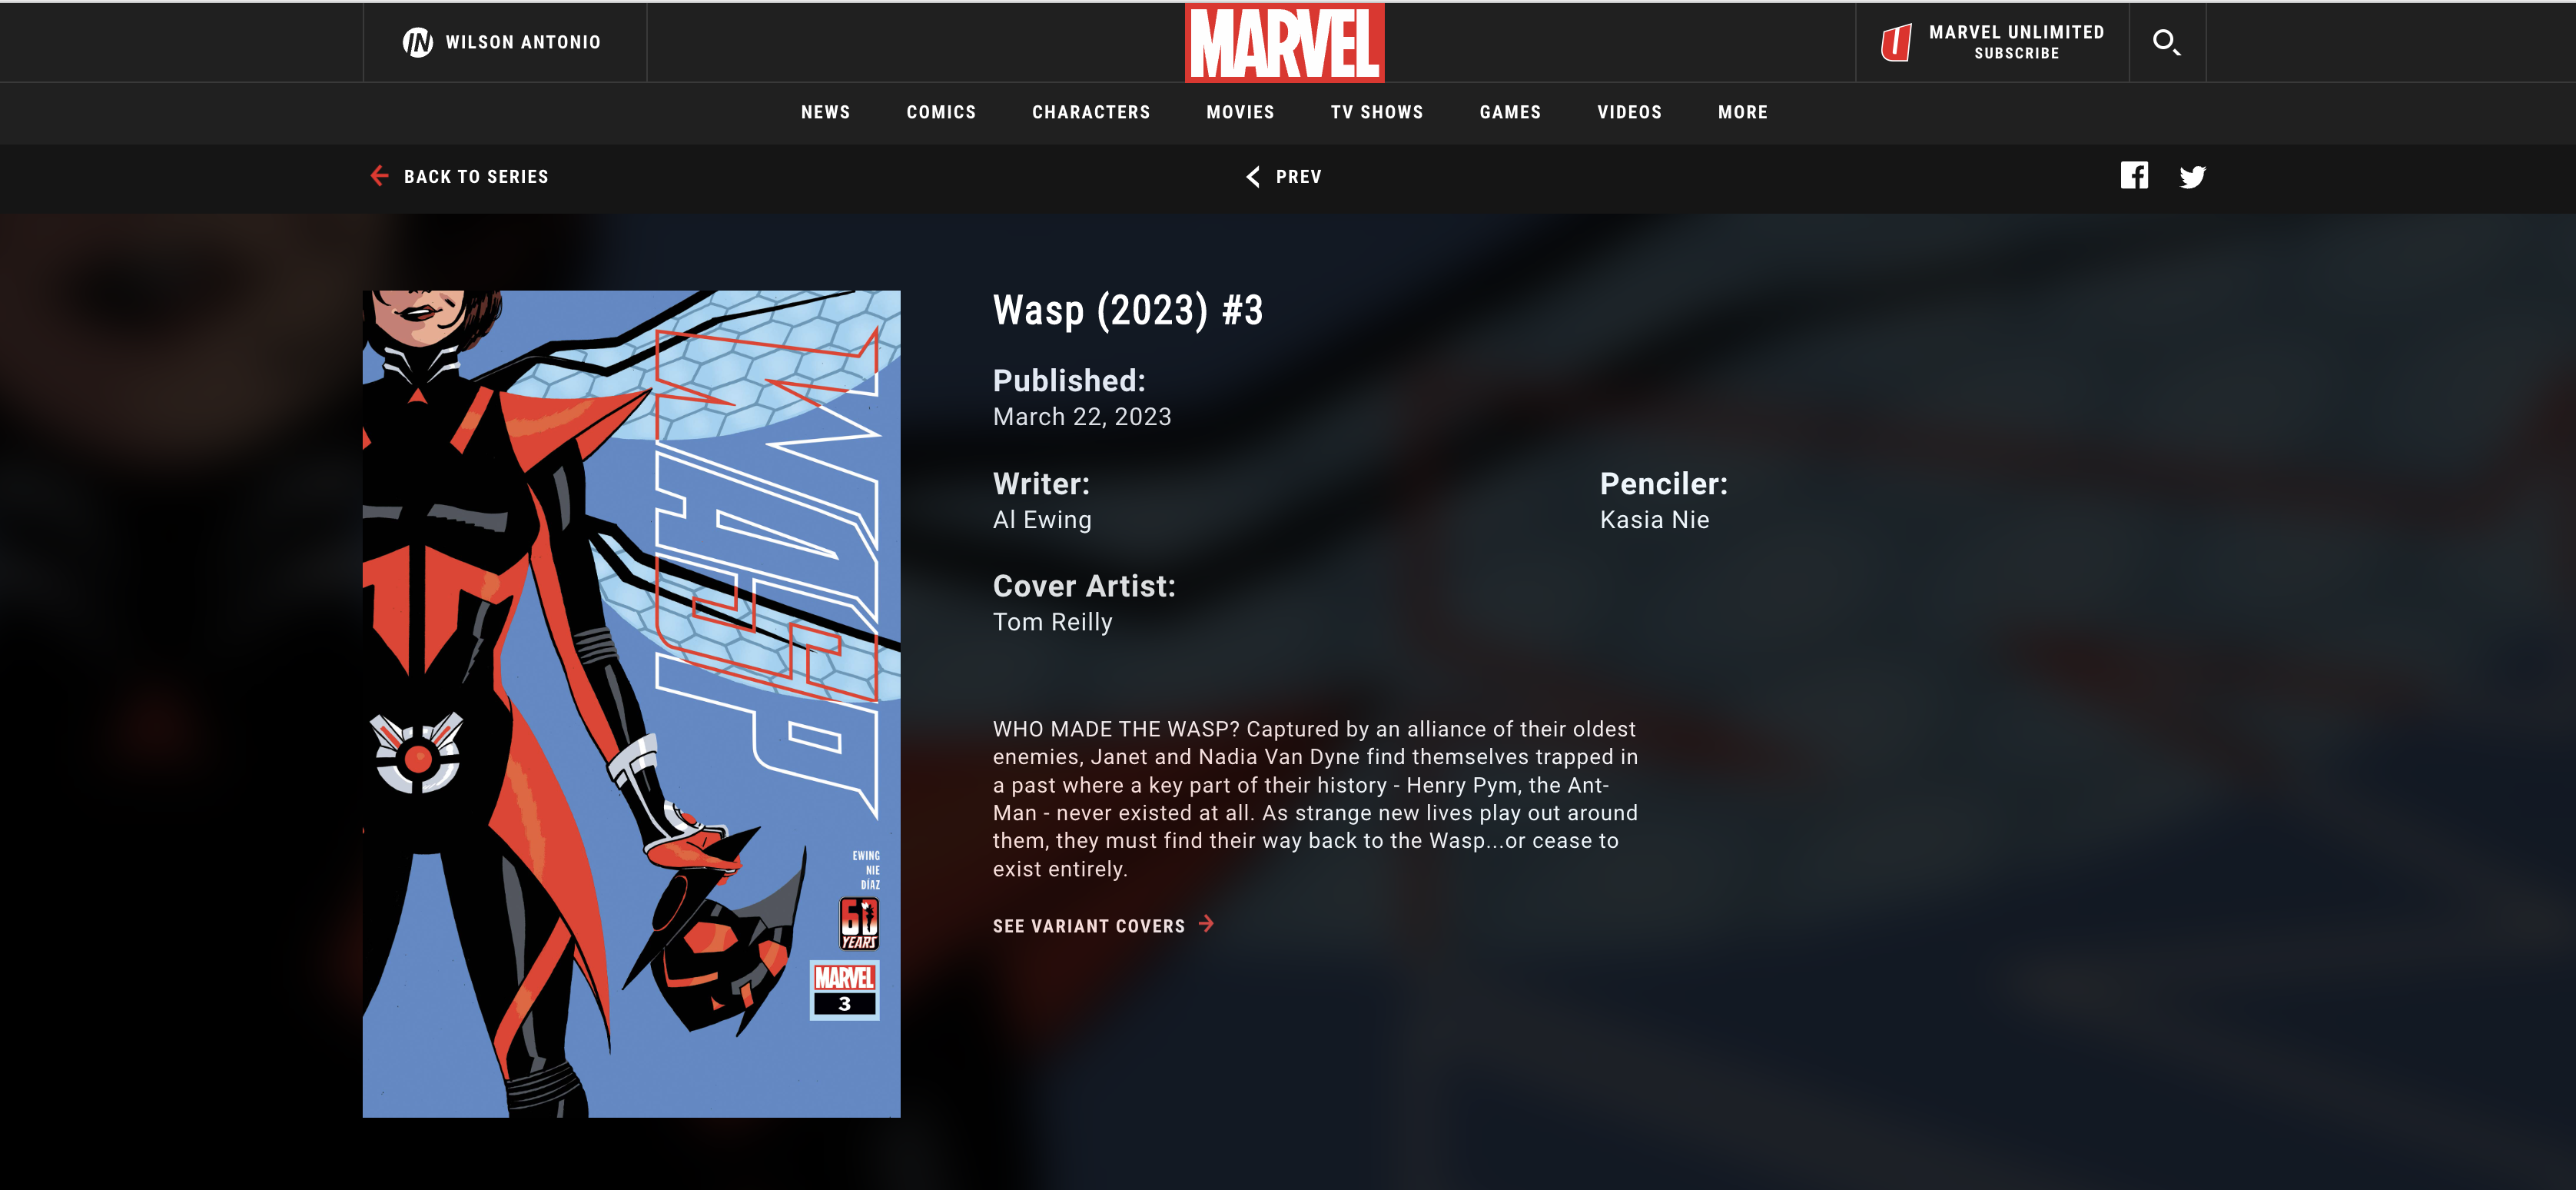 WILSON ANTONIO
MARVEL
MARVEL UNLIMITED
SUBSCRIBE
NEWS
COMICS
CHARACTERS
MOVIES
TV SHOWS
GAMES
VIDEOS
MORE
BACK TO SERIES
PREV
WASP
EWING
NIE
DÍAZ
60
YEARS
MARVEL
3
Wasp (2023) #3
Published:
March 22, 2023
Writer:
Al Ewing
Penciler:
Kasia Nie
Cover Artist:
Tom Reilly
WHO MADE THE WASP? Captured by an alliance of their oldest
enemies, Janet and Nadia Van Dyne find themselves trapped in
a past where a key part of their history - Henry Pym, the Ant-
Man - never existed at all. As strange new lives play out around
them, they must find their way back to the Wasp...or cease to
exist entirely.
SEE VARIANT COVERS